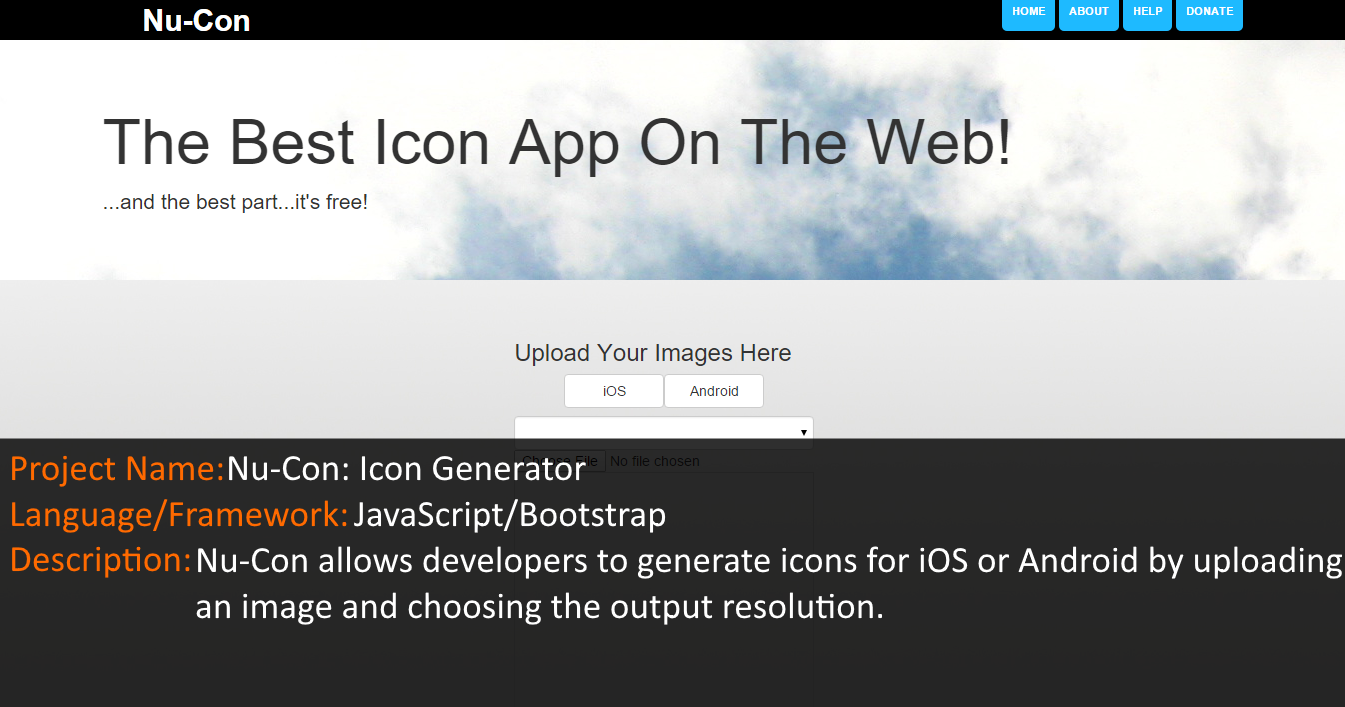 Nu-Con
HOME ABOUT HELP DONATE
The Best Icon App On The Web!
...and the best part...it's free!
Upload Your Images Here
iOS Android
Choose File No file chosen
Project Name: Nu-Con: Icon Generator
Language/Framework: JavaScript/Bootstrap
Description: Nu-Con allows developers to generate icons for iOS or Android by uploading
an image and choosing the output resolution.